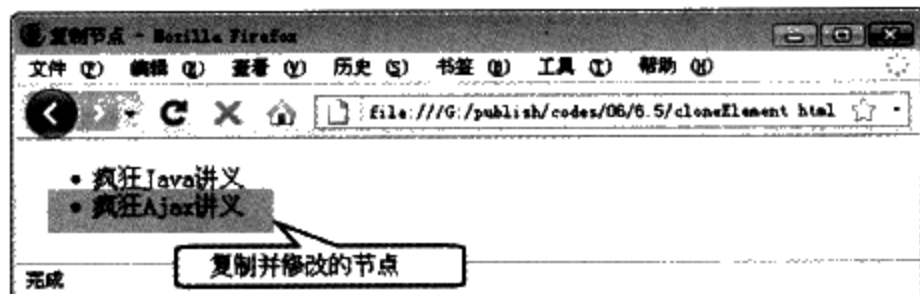 复制节点 - Mozilla Firefox
文件 (F) 编辑 (E) 查看 (V) 历史 (S) 书签 (B) 工具 (T) 帮助 (H)
file:///G:/publish/codes/06/6.5/cloneElement.html
• 疯狂Java讲义
• 疯狂Ajax讲义
复制并修改的节点
完成